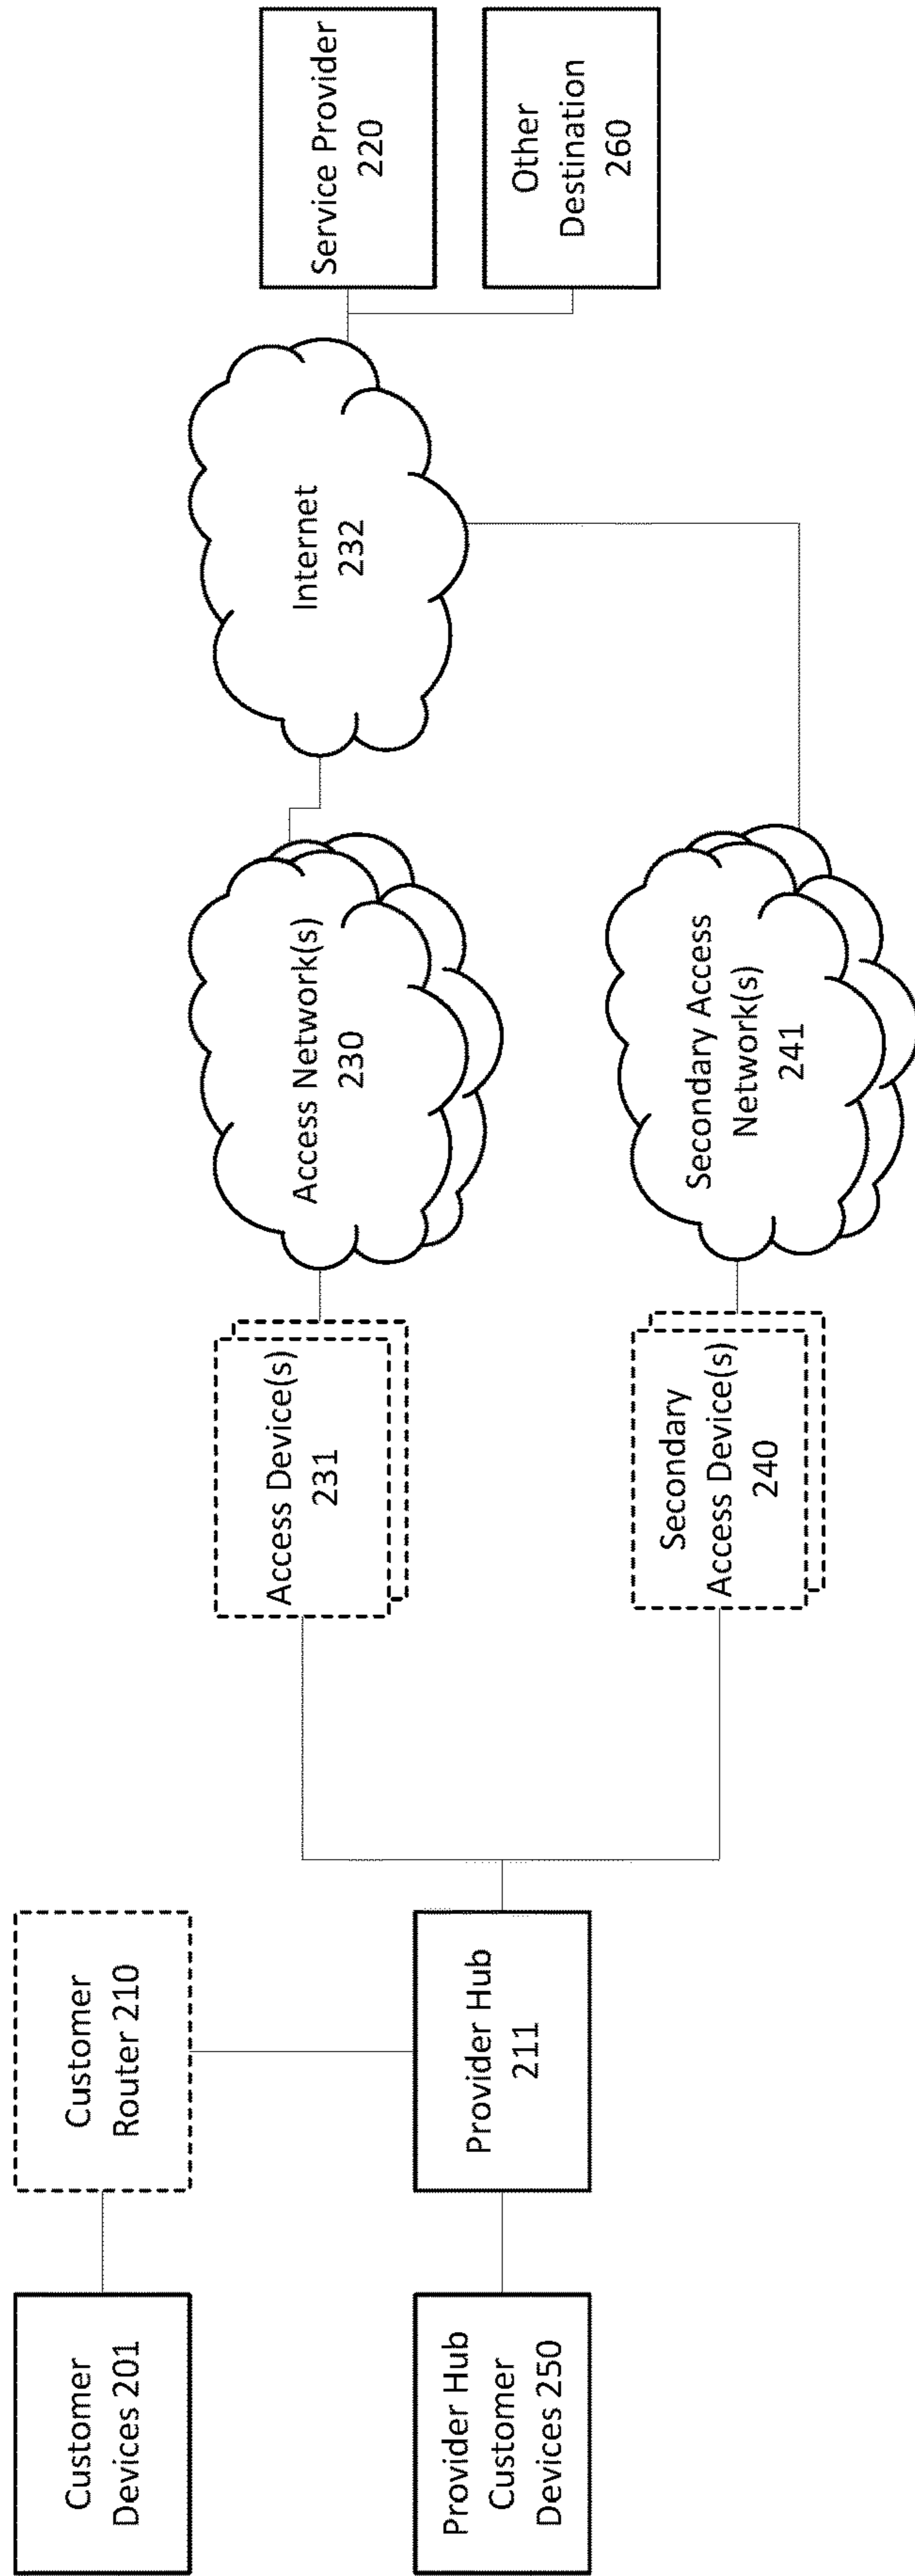 Customer
Devices 201
Customer
Router 210
Provider Hub
Customer
Devices 250
Provider Hub
211
Access Device(s)
231
Secondary
Access Device(s)
240
Access Network(s)
230
Secondary Access
Network(s)
241
Internet
232
Service Provider
220
Other
Destination
260